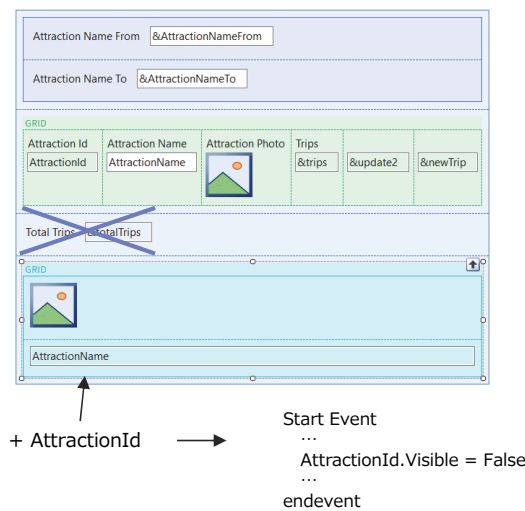 Attraction Name From &AttractionNameFrom
Attraction Name To &AttractionNameTo
GRID
Attraction Id Attraction Name Attraction Photo Trips
AttractionId AttractionName &trips &update2 &newTrip
Total Trips &totalTrips
GRID
AttractionName
+ AttractionId
Start Event
...
AttractionId.Visible = False
...
endevent